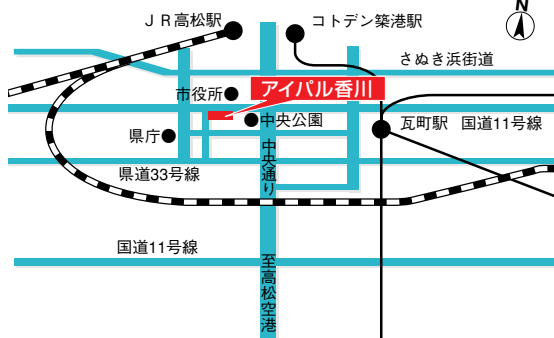 JR高松駅
コトデン築港駅
N
さぬき浜街道
市役所
アイパル香川
中央公園
県庁
瓦町駅 国道11号線
県道33号線
中央通り
国道11号線
至高松空港